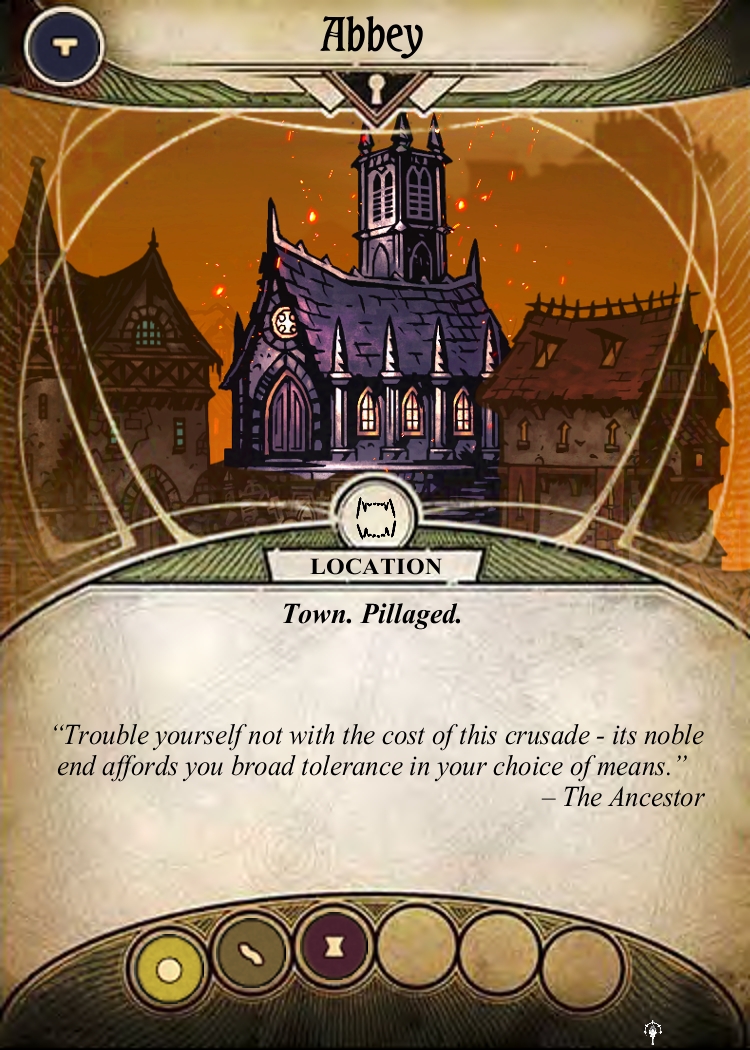 Abbey
LOCATION
Town. Pillaged.
“Trouble yourself not with the cost of this crusade - its noble
end affords you broad tolerance in your choice of means.”
– The Ancestor